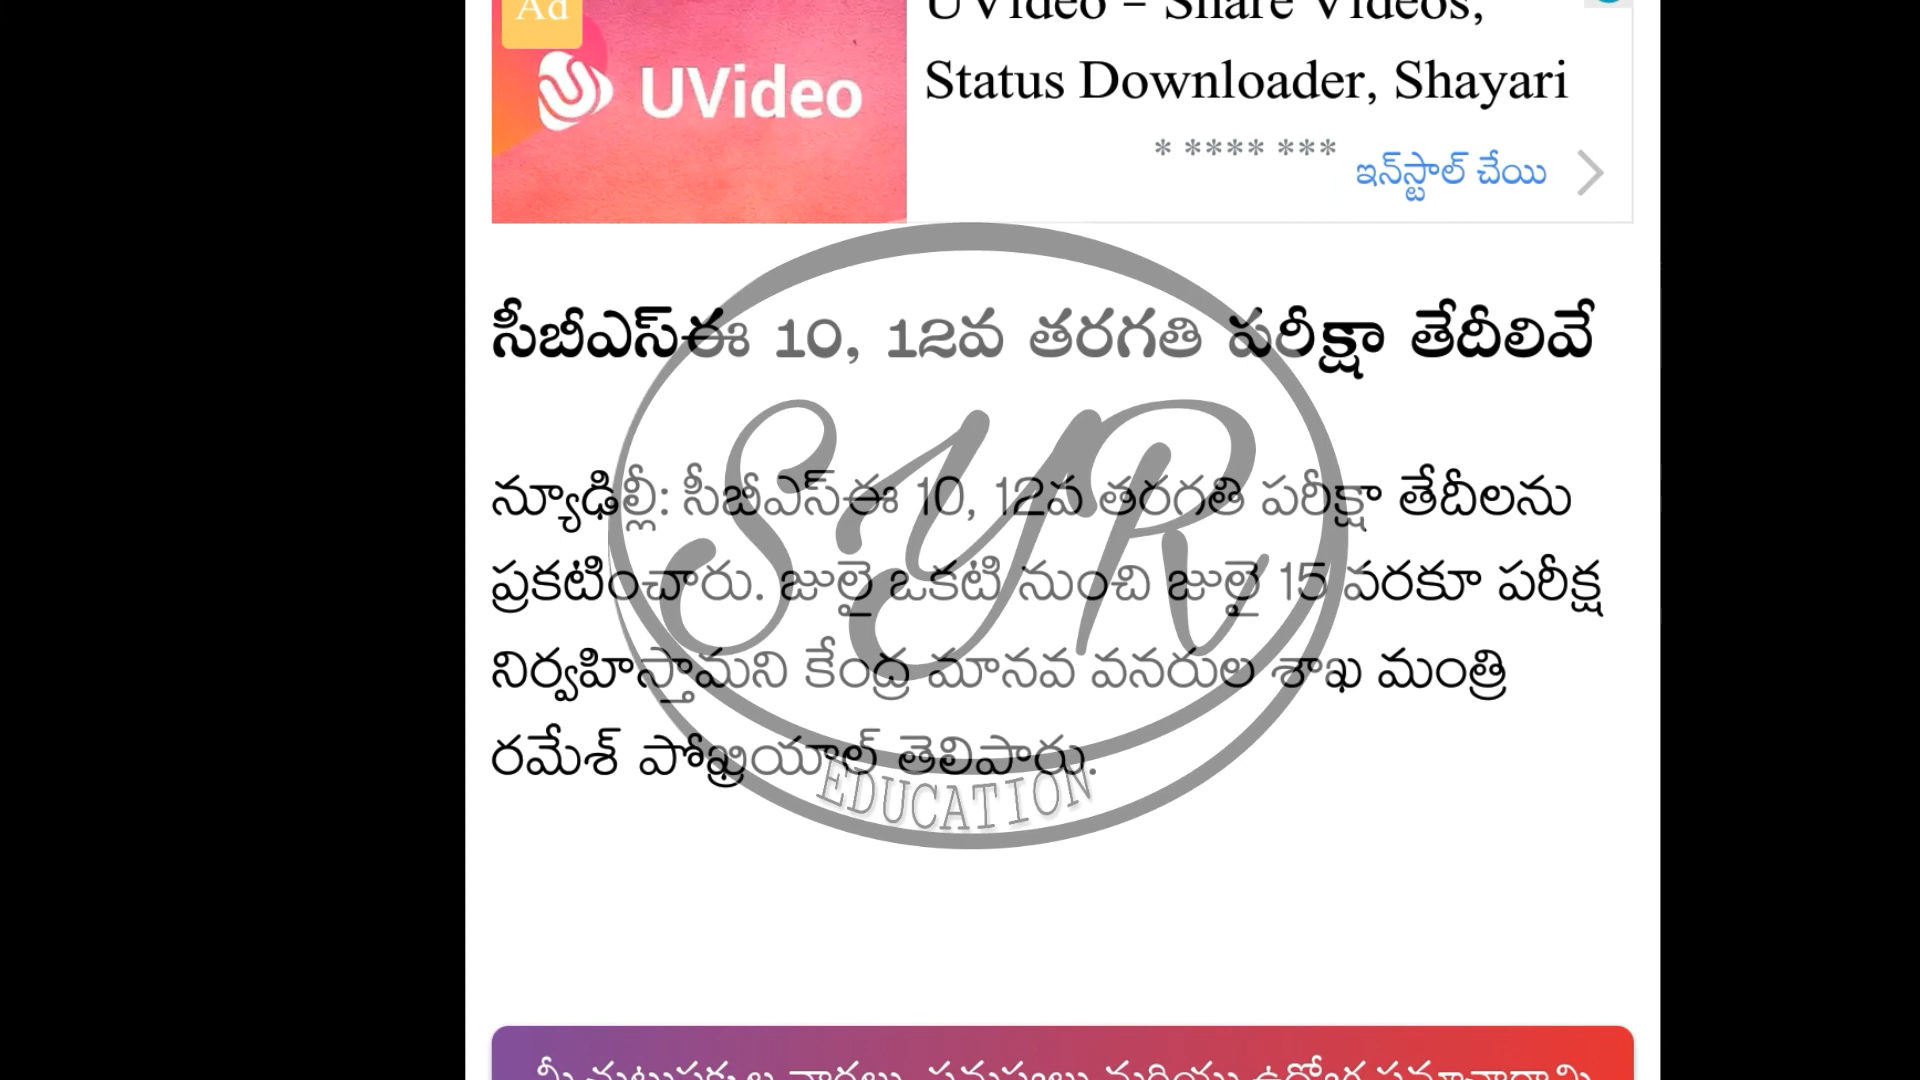 Ad
UVideo
UVideo – Share Videos,
Status Downloader, Shayari
* **** ***
ఇన్‌స్టాల్ చేయి
సీబీఎస్ఈ 10, 12వ తరగతి పరీక్షా తేదీలివే
న్యూఢిల్లీ: సీబీఎస్ఈ 10, 12వ తరగతి పరీక్షా తేదీలను
ప్రకటించారు. జులై ఒకటి నుంచి జులై 15 వరకూ పరీక్ష
నిర్వహిస్తామని కేంద్ర మానవ వనరుల శాఖ మంత్రి
రమేశ్ పోఖ్రియాల్ తెలిపారు.
SYR
EDUCATION